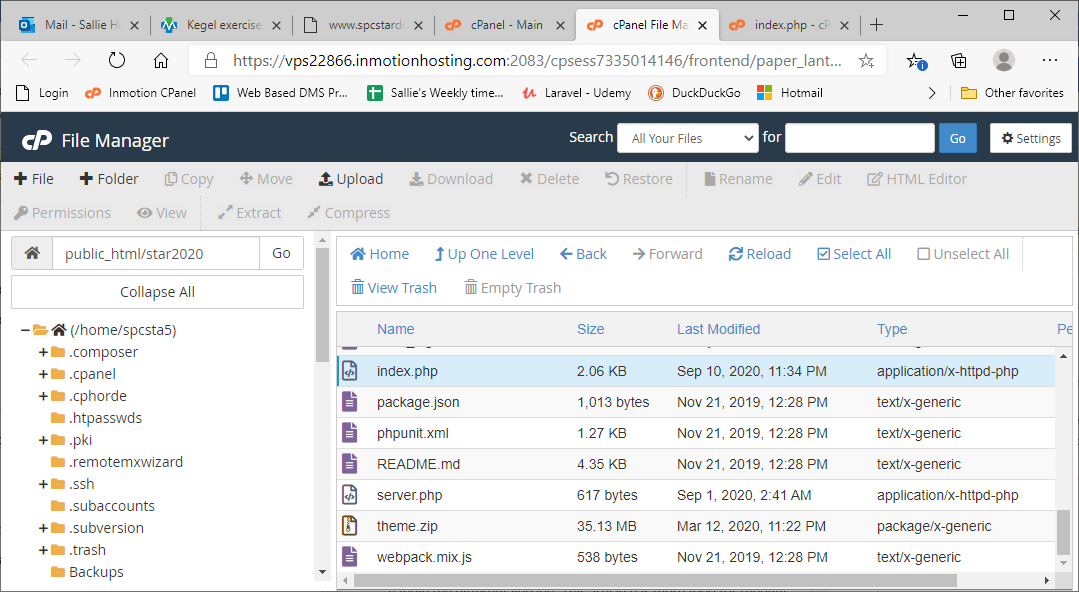 Mail - Sallie H
Kegel exercise
www.spcstard
cPanel - Main
cPanel File Mar
index.php - cP
https://vps22866.inmotionhosting.com:2083/cpsess7335014146/frontend/paper_lant...
Login
Inmotion CPanel
Web Based DMS Pr...
Sallie's Weekly time...
Laravel - Udemy
DuckDuckGo
Hotmail
Other favorites
cP File Manager
Search All Your Files for Go Settings
File Folder Copy Move Upload Download Delete Restore Rename Edit HTML Editor
Permissions View Extract Compress
public_html/star2020 Go
Collapse All
(/home/spcsta5)
.composer
.cpanel
.cphorde
.htpasswds
.pki
.remotemxwizard
.ssh
.subaccounts
.subversion
.trash
Backups
Home Up One Level Back Forward Reload Select All Unselect All
View Trash Empty Trash
Name Size Last Modified Type Pe
index.php 2.06 KB Sep 10, 2020, 11:34 PM application/x-httpd-php
package.json 1,013 bytes Nov 21, 2019, 12:28 PM text/x-generic
phpunit.xml 1.27 KB Nov 21, 2019, 12:28 PM text/x-generic
README.md 4.35 KB Nov 21, 2019, 12:28 PM text/x-generic
server.php 617 bytes Sep 1, 2020, 2:41 AM application/x-httpd-php
theme.zip 35.13 MB Mar 12, 2020, 11:22 PM package/x-generic
webpack.mix.js 538 bytes Nov 21, 2019, 12:28 PM text/x-generic